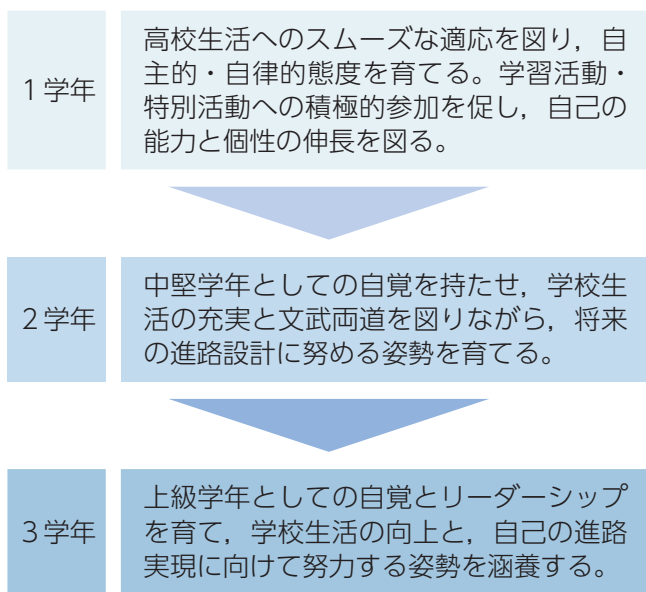 1学年
高校生活へのスムーズな適応を図り，自
主的・自律的態度を育てる。学習活動・
特別活動への積極的参加を促し，自己の
能力と個性の伸長を図る。
2学年
中堅学年としての自覚を持たせ，学校生
活の充実と文武両道を図りながら，将来
の進路設計に努める姿勢を育てる。
3学年
上級学年としての自覚とリーダーシップ
を育て，学校生活の向上と，自己の進路
実現に向けて努力する姿勢を涵養する。